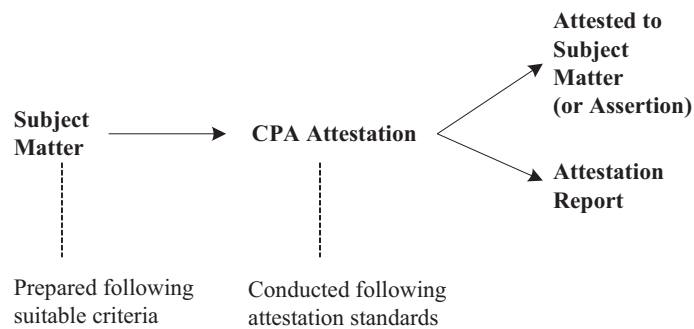 Subject
Matter
CPA Attestation
Attested to
Subject
Matter
(or Assertion)
Attestation
Report
Prepared following
suitable criteria
Conducted following
attestation standards